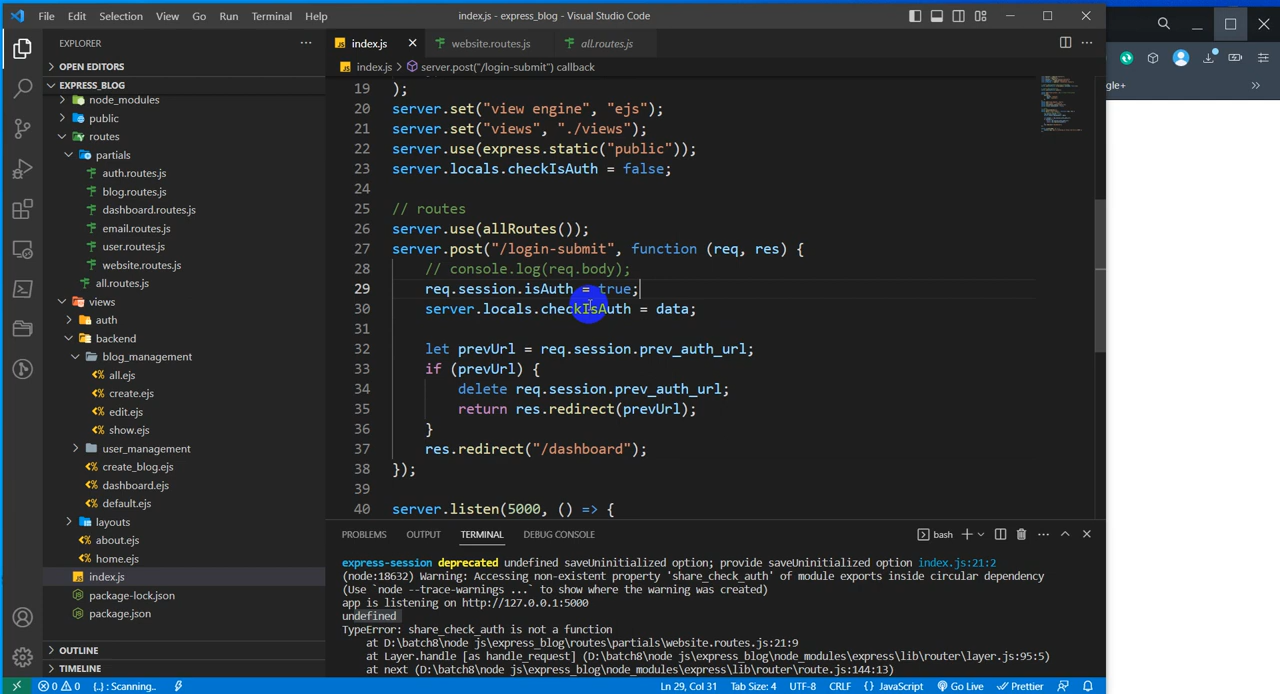 File Edit Selection View Go Run Terminal Help
index.js - express_blog - Visual Studio Code
EXPLORER
OPEN EDITORS
EXPRESS_BLOG
node_modules
public
routes
partials
auth.routes.js
blog.routes.js
dashboard.routes.js
email.routes.js
user.routes.js
website.routes.js
all.routes.js
views
auth
backend
blog_management
all.ejs
create.ejs
edit.ejs
show.ejs
user_management
create_blog.ejs
dashboard.ejs
default.ejs
layouts
about.ejs
home.ejs
index.js
package-lock.json
package.json
OUTLINE
TIMELINE
index.js website.routes.js all.routes.js
index.js > server.post("/login-submit") callback
19 );
20 server.set("view engine", "ejs");
21 server.set("views", "./views");
22 server.use(express.static("public"));
23 server.locals.checkIsAuth = false;
24
25 // routes
26 server.use(allRoutes());
27 server.post("/login-submit", function (req, res) {
28 // console.log(req.body);
29 req.session.isAuth = true;
30 server.locals.checkIsAuth = data;
31
32 let prevUrl = req.session.prev_auth_url;
33 if (prevUrl) {
34 delete req.session.prev_auth_url;
35 return res.redirect(prevUrl);
36 }
37 res.redirect("/dashboard");
38 });
39
40 server.listen(5000, () => {
PROBLEMS OUTPUT TERMINAL DEBUG CONSOLE
bash
express-session deprecated undefined saveUninitialized option; provide saveUninitialized option index.js:21:2
(node:18632) Warning: Accessing non-existent property 'share_check_auth' of module exports inside circular dependency
(Use `node --trace-warnings ...` to show where the warning was created)
app is listening on http://127.0.0.1:5000
undefined
TypeError: share_check_auth is not a function
at D:\batch8\node js\express_blog\routes\partials\website.routes.js:21:9
at Layer.handle [as handle_request] (D:\batch8\node js\express_blog\node_modules\express\lib\router\layer.js:95:5)
at next (D:\batch8\node js\express_blog\node_modules\express\lib\router\route.js:144:13)
0 0 {..} : Scanning..
Ln 29, Col 31 Tab Size: 4 UTF-8 CRLF {} JavaScript Go Live Prettier
gle+